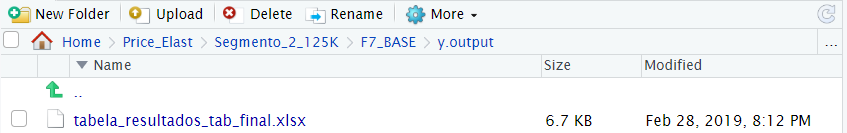 New Folder Upload Delete Rename More
Home Price_Elast Segmento_2_125K F7_BASE y.output ...
Name Size Modified
..
tabela_resultados_tab_final.xlsx 6.7 KB Feb 28, 2019, 8:12 PM